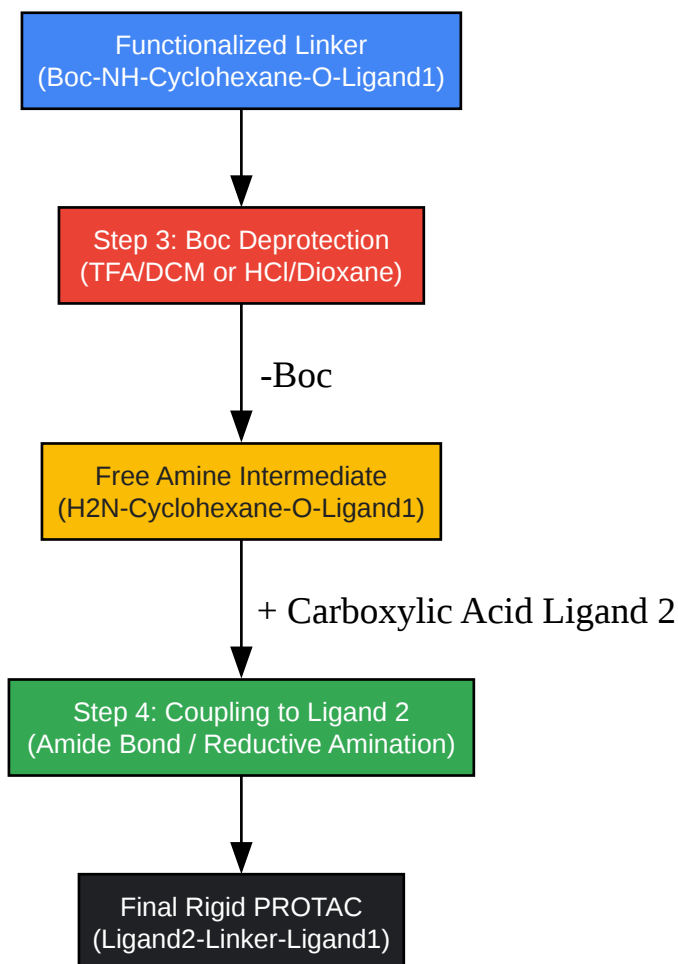 Functionalized Linker
(Boc-NH-Cyclohexane-O-Ligand1)
Step 3: Boc Deprotection
(TFA/DCM or HCl/Dioxane)
-Boc
Free Amine Intermediate
(H2N-Cyclohexane-O-Ligand1)
+ Carboxylic Acid Ligand 2
Step 4: Coupling to Ligand 2
(Amide Bond / Reductive Amination)
Final Rigid PROTAC
(Ligand2-Linker-Ligand1)